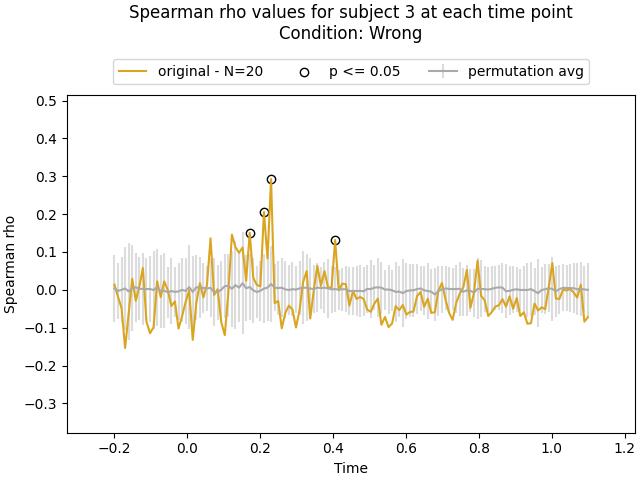 Spearman rho values for subject 3 at each time point
Condition: Wrong
original - N=20 p <= 0.05 permutation avg
0.5
0.4
0.3
0.2
0.1
0.0
−0.1
−0.2
−0.3
Spearman rho
−0.2 0.0 0.2 0.4 0.6 0.8 1.0 1.2
Time